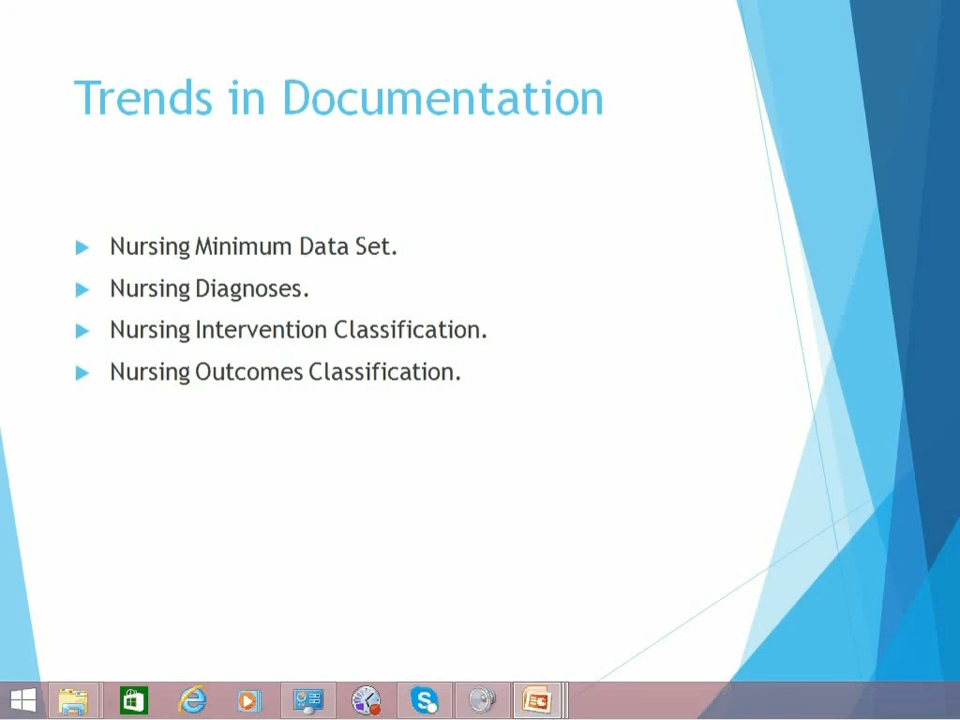 Trends in Documentation
Nursing Minimum Data Set.
Nursing Diagnoses.
Nursing Intervention Classification.
Nursing Outcomes Classification.